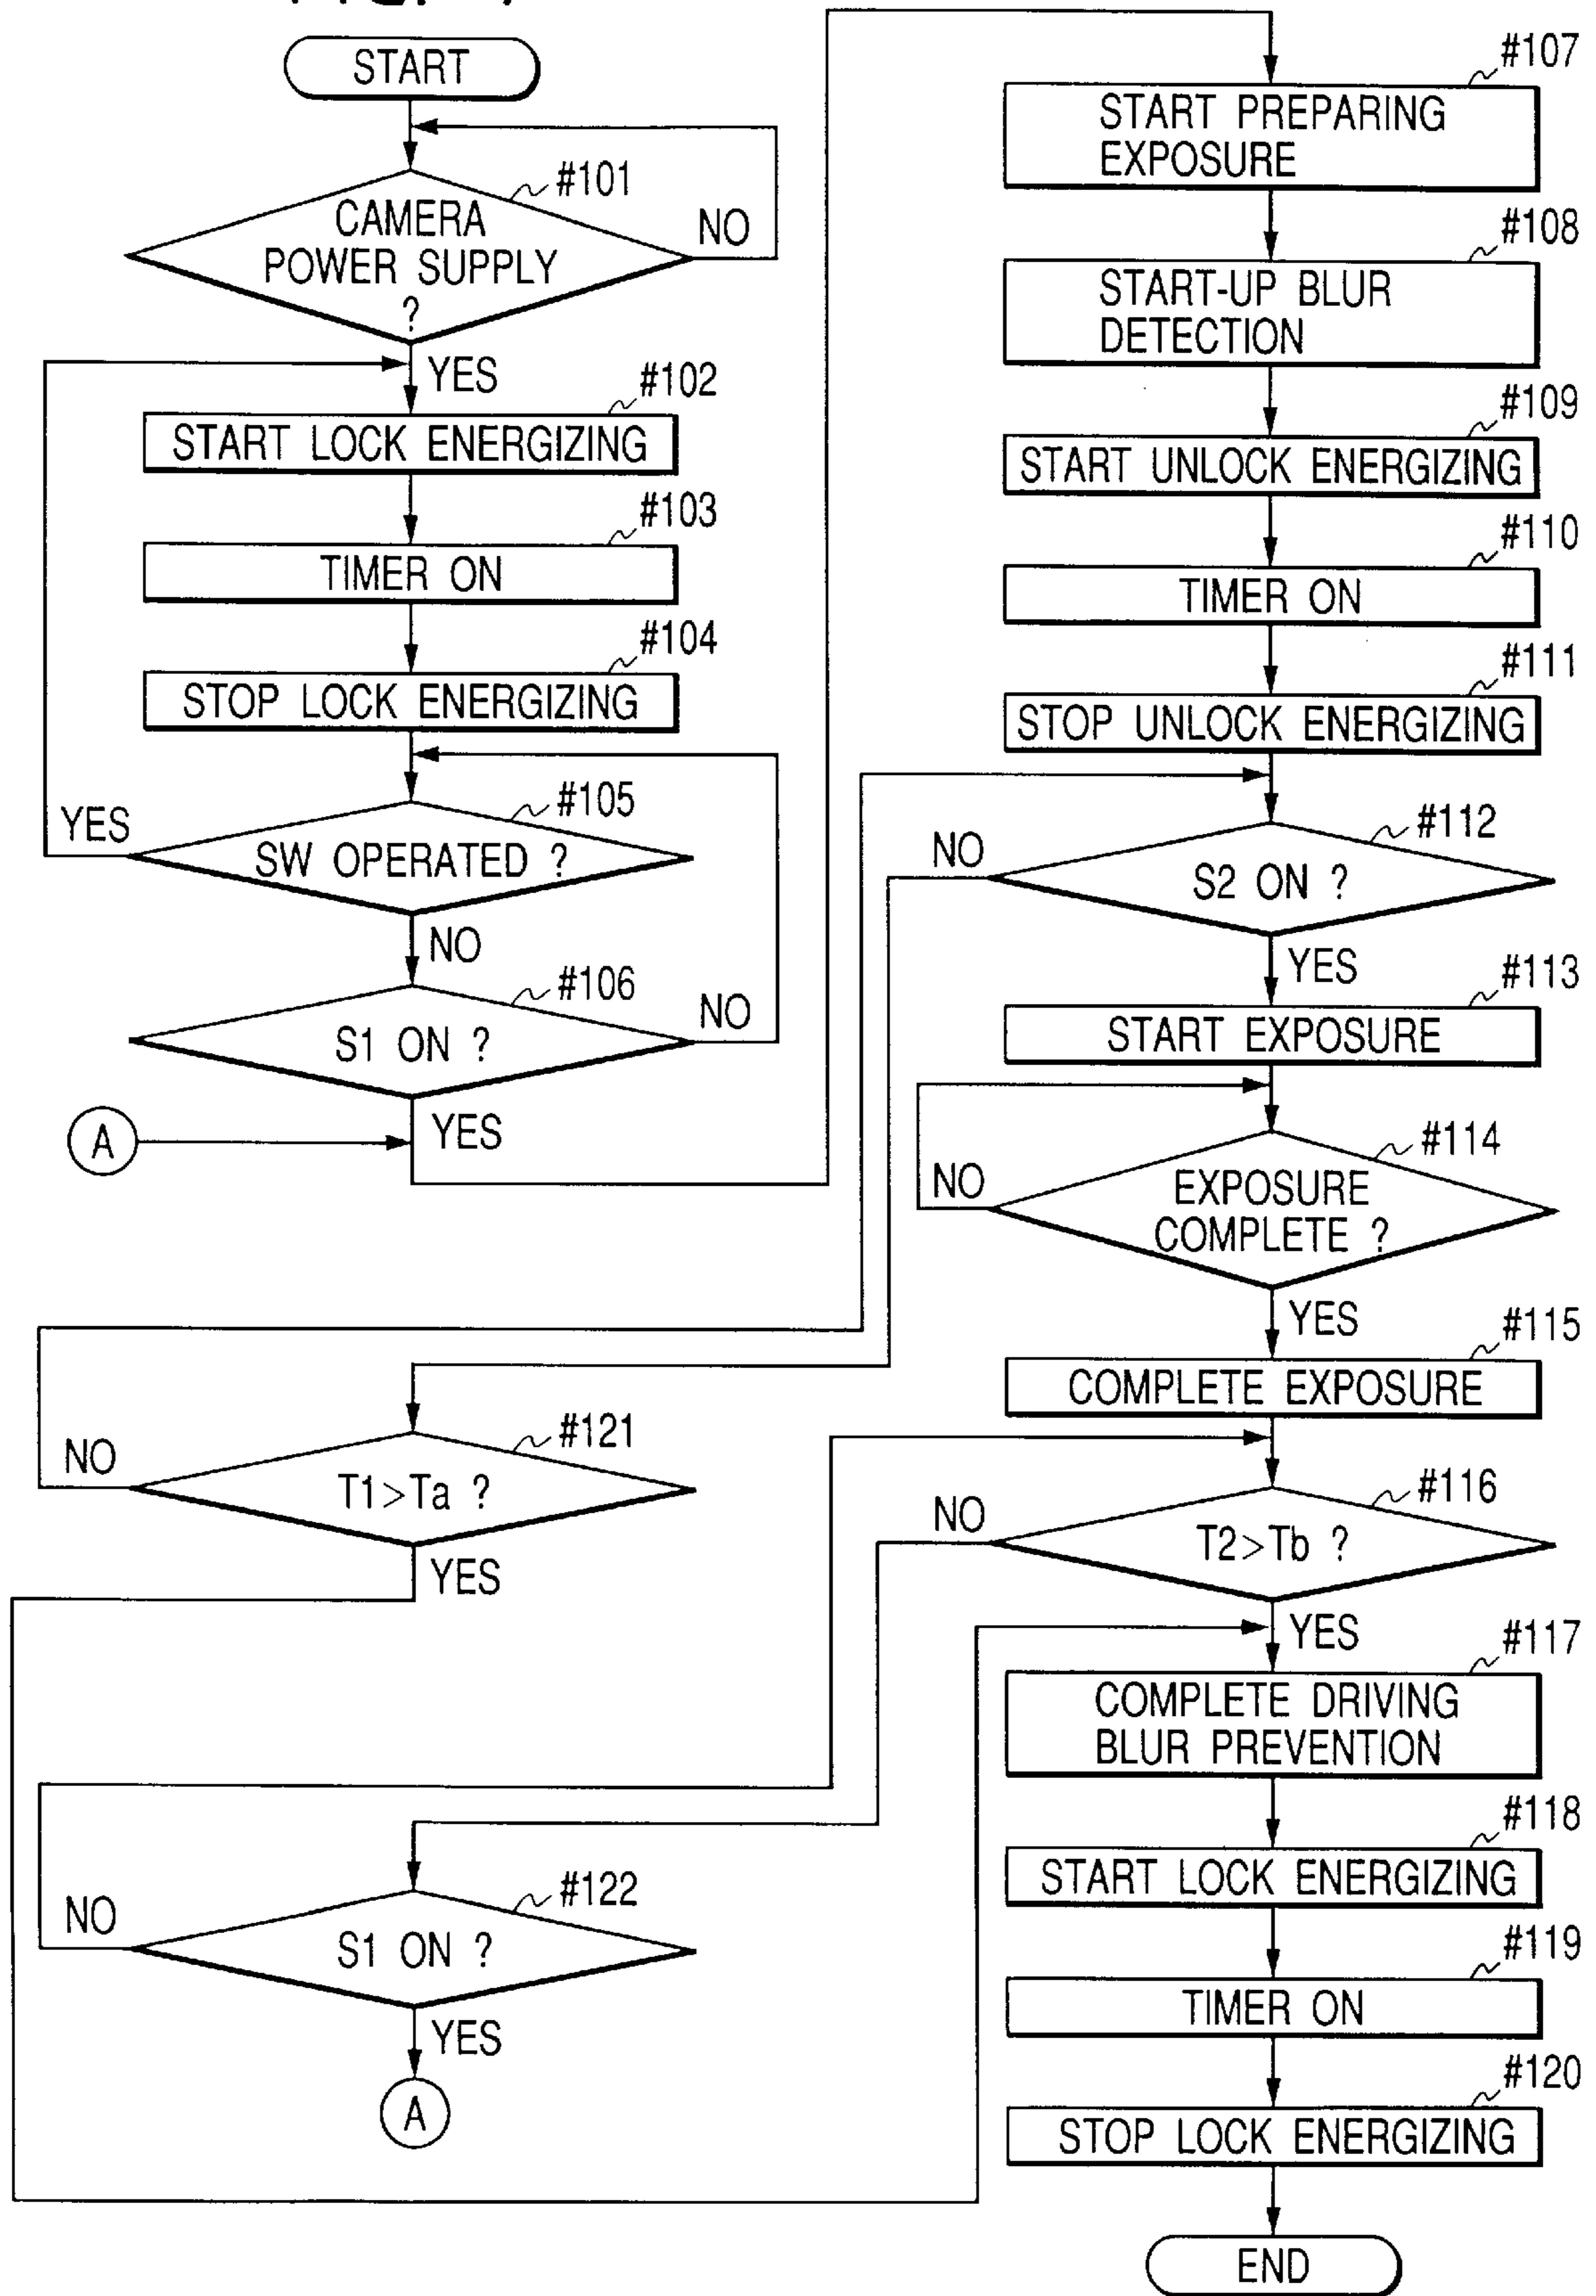 START
#101
CAMERA
POWER SUPPLY
?
NO
YES
#102
START LOCK ENERGIZING
#103
TIMER ON
#104
STOP LOCK ENERGIZING
#105
YES
SW OPERATED ?
NO
#106
S1 ON ?
NO
A
YES
#107
START PREPARING
EXPOSURE
#108
START-UP BLUR
DETECTION
#109
START UNLOCK ENERGIZING
#110
TIMER ON
#111
STOP UNLOCK ENERGIZING
#112
NO
S2 ON ?
YES
#113
START EXPOSURE
#114
NO
EXPOSURE
COMPLETE ?
YES
#115
COMPLETE EXPOSURE
#116
NO
T2>Tb ?
YES
#117
COMPLETE DRIVING
BLUR PREVENTION
#118
START LOCK ENERGIZING
#119
TIMER ON
#120
STOP LOCK ENERGIZING
END
#121
NO
T1>Ta ?
YES
#122
NO
S1 ON ?
YES
A